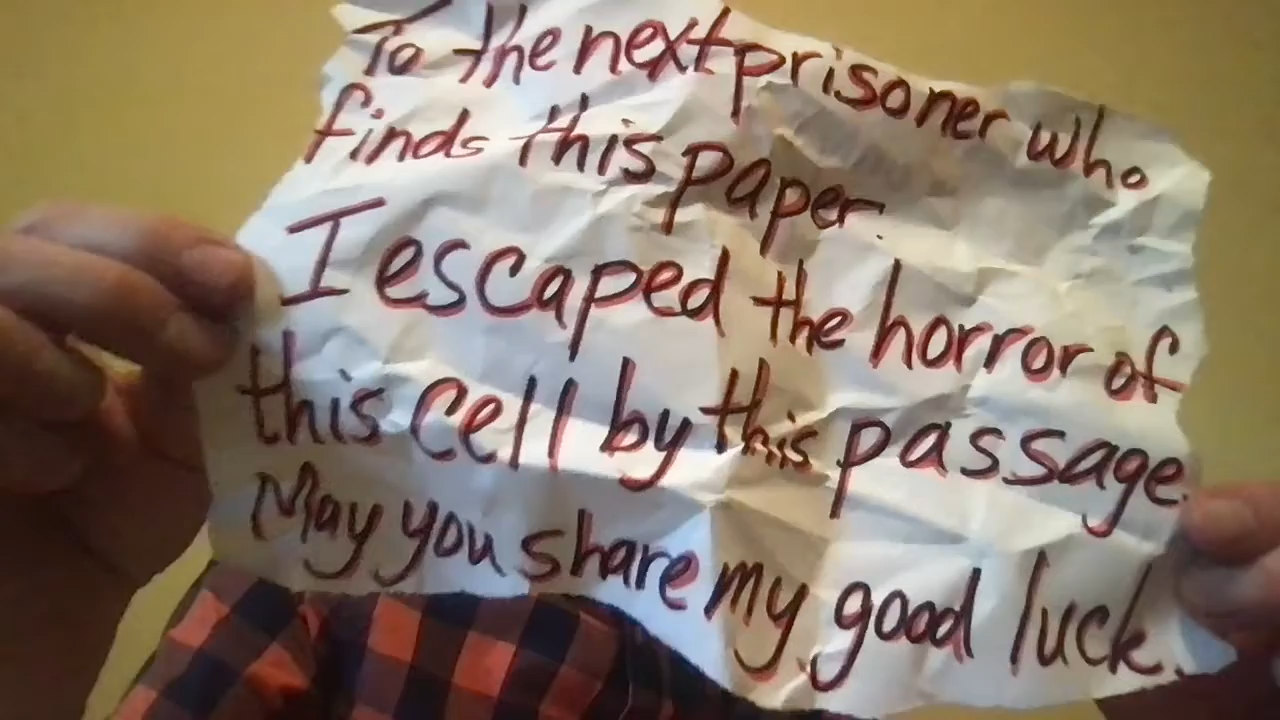 To the next prisoner who
finds this paper.
I escaped the horror of
this cell by this passage.
May you share my good luck.